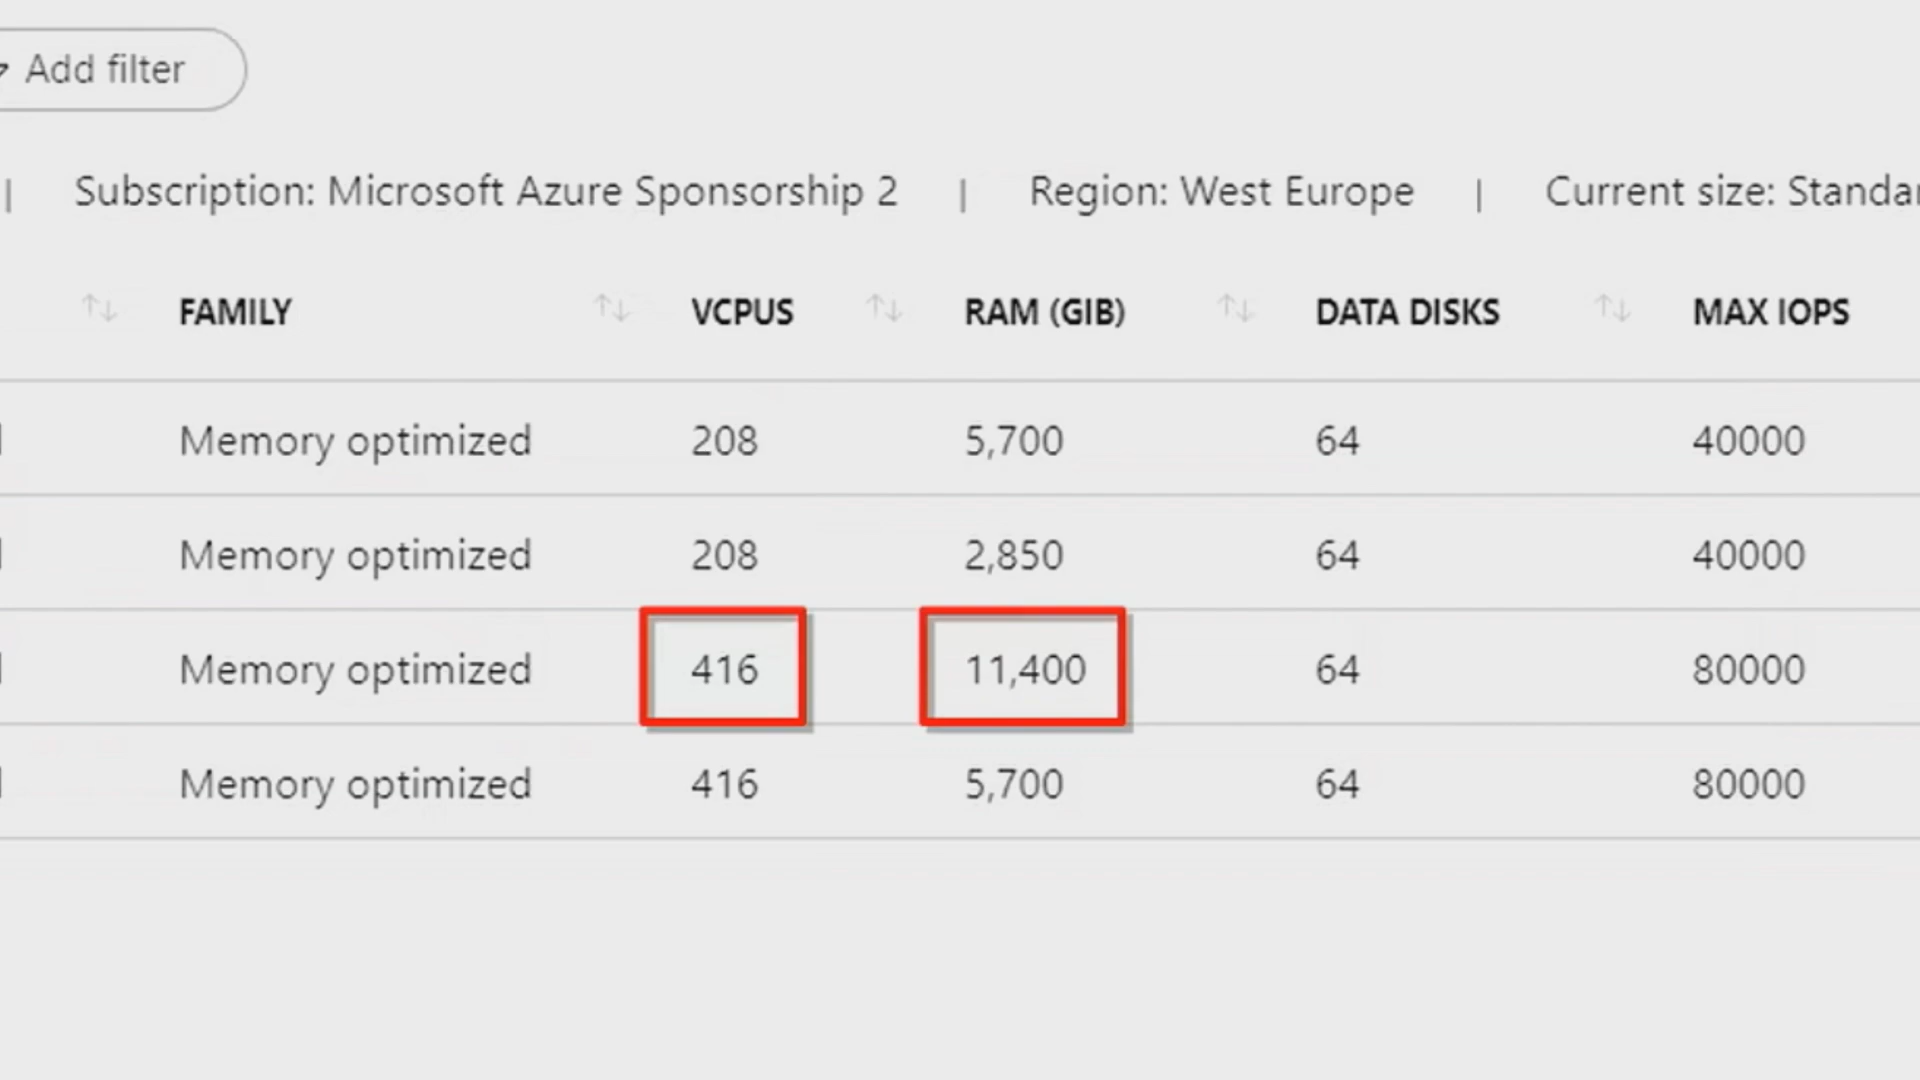 Add filter
| Subscription: Microsoft Azure Sponsorship 2 | Region: West Europe | Current size:
FAMILY VCPUS RAM (GIB) DATA DISKS MAX IOPS
Memory optimized 208 5,700 64 40000
Memory optimized 208 2,850 64 40000
Memory optimized 416 11,400 64 80000
Memory optimized 416 5,700 64 80000